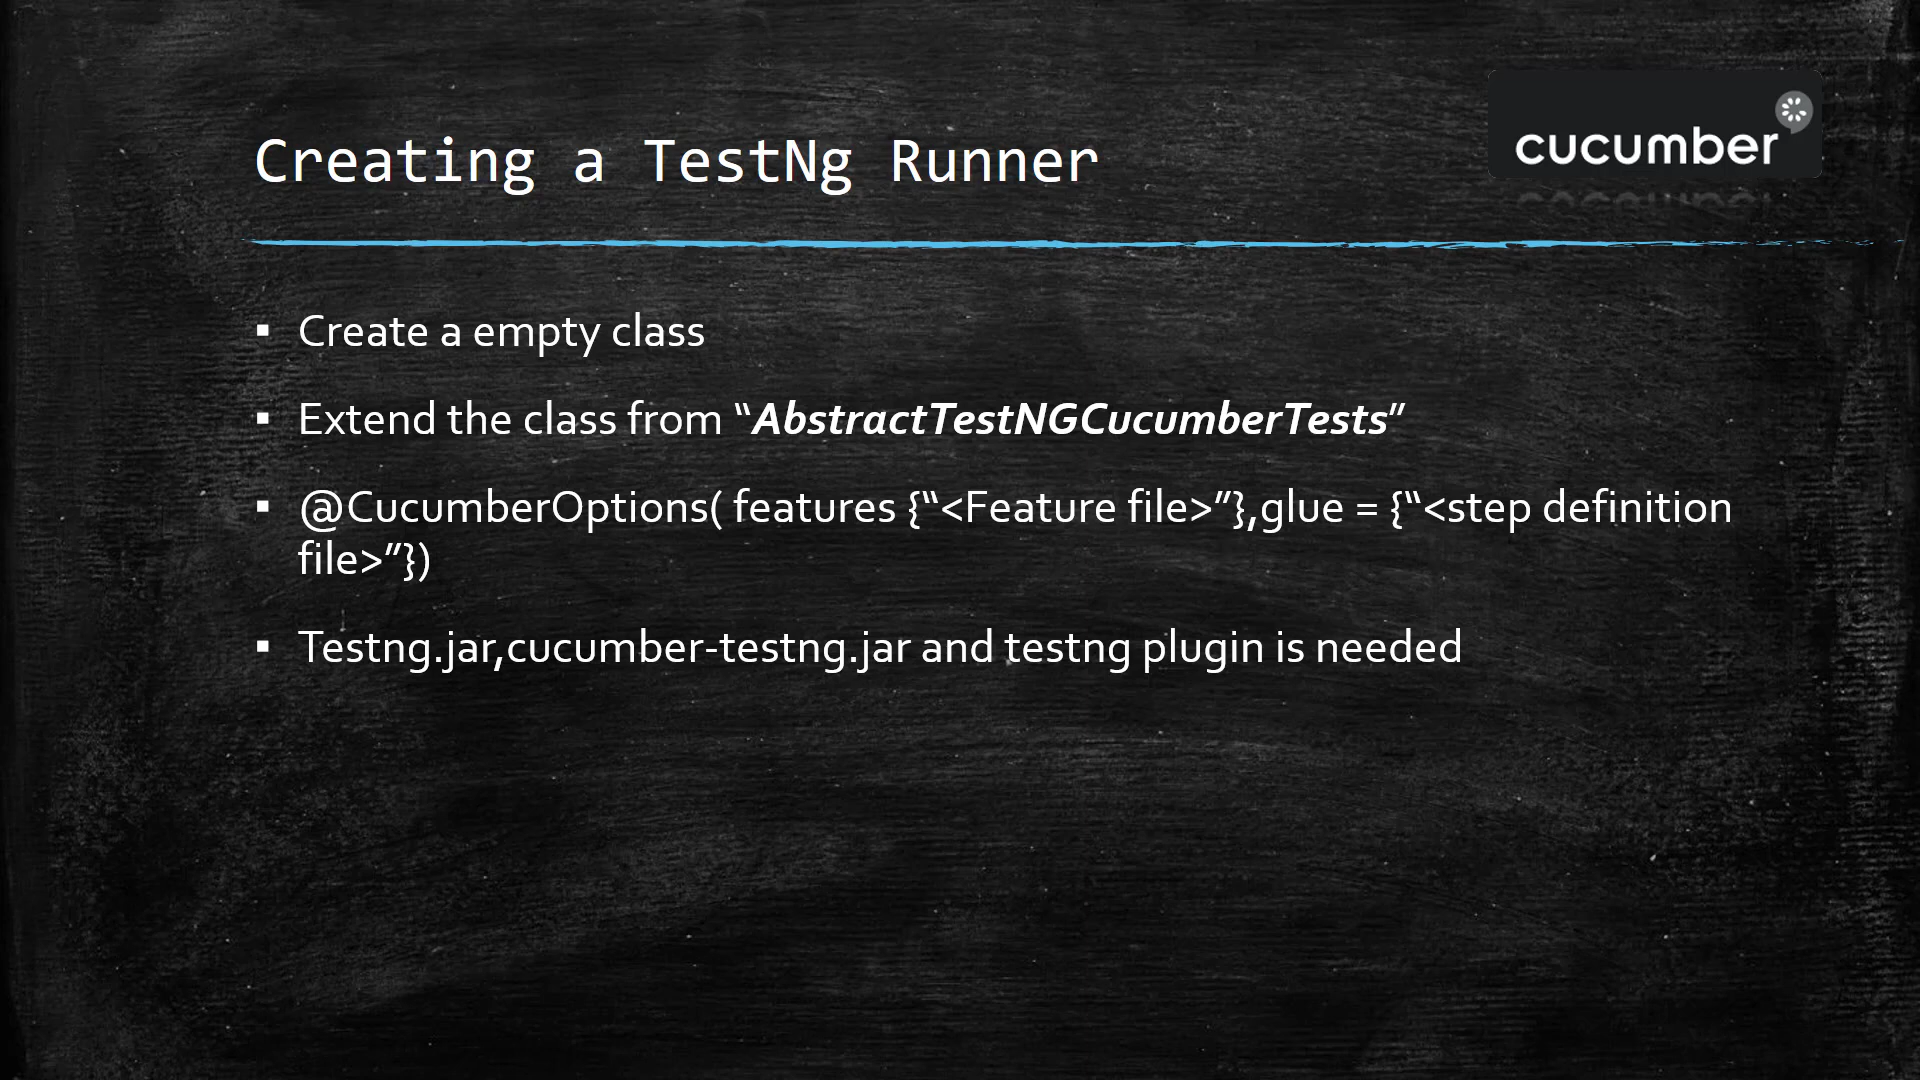 cucumber
Creating a TestNg Runner
▪ Create a empty class
▪ Extend the class from “AbstractTestNGCucumberTests”
▪ @CucumberOptions( features {“<Feature file>”},glue = {“<step definition
file>”})
▪ Testng.jar,cucumber-testng.jar and testng plugin is needed